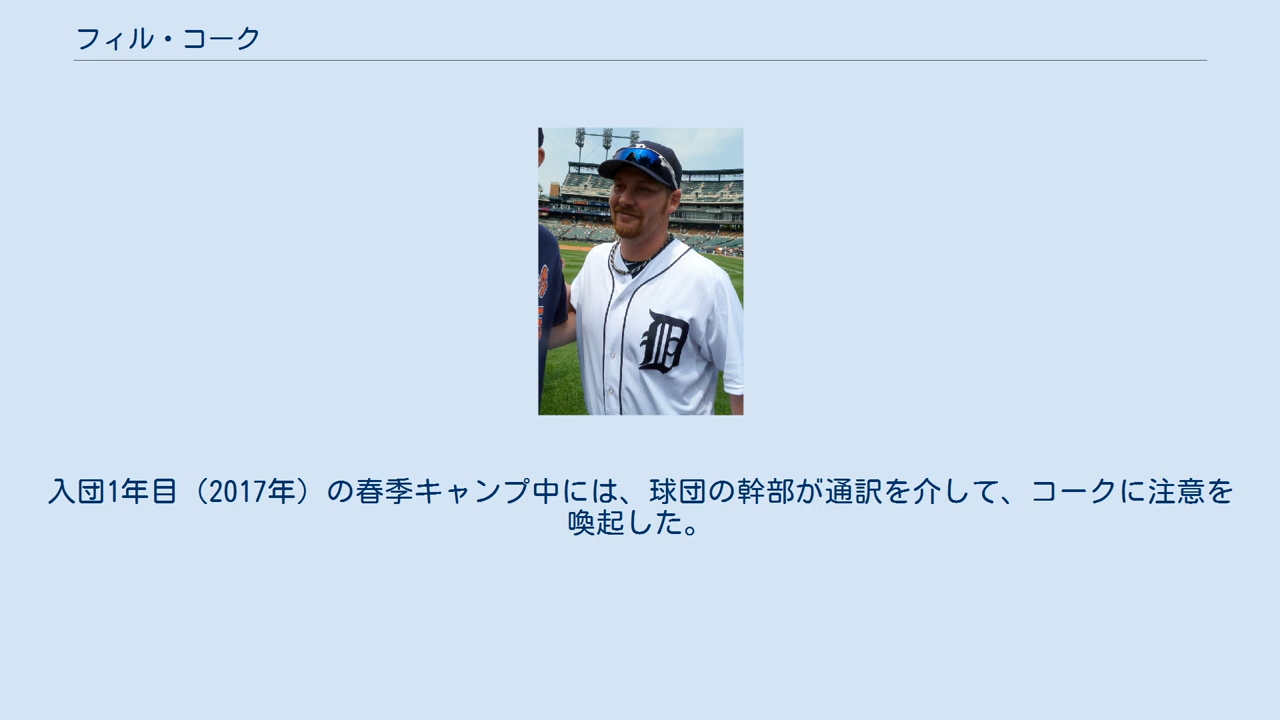 フィル・コーク
D
入団1年目（2017年）の春季キャンプ中には、球団の幹部が通訳を介して、コークに注意を
喚起した。